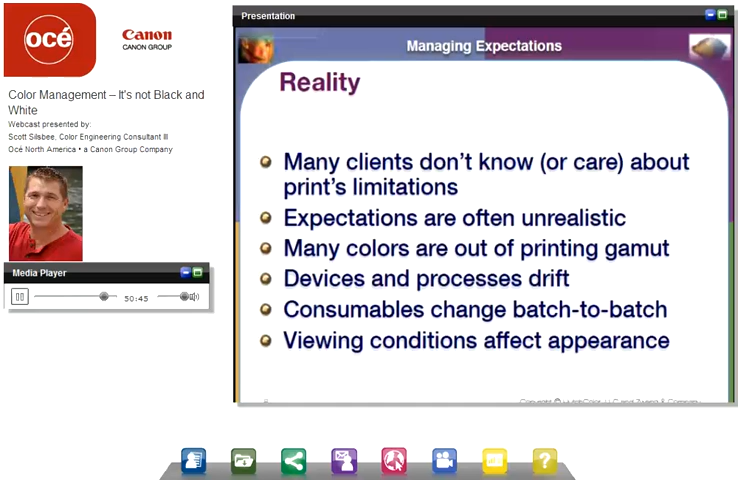 océ
Canon
CANON GROUP
Color Management – It's not Black and
White
Webcast presented by:
Scott Silsbee, Color Engineering Consultant III
Océ North America • a Canon Group Company
Media Player
50:45
Presentation
Managing Expectations
Reality
Many clients don't know (or care) about
print's limitations
Expectations are often unrealistic
Many colors are out of printing gamut
Devices and processes drift
Consumables change batch-to-batch
Viewing conditions affect appearance
?